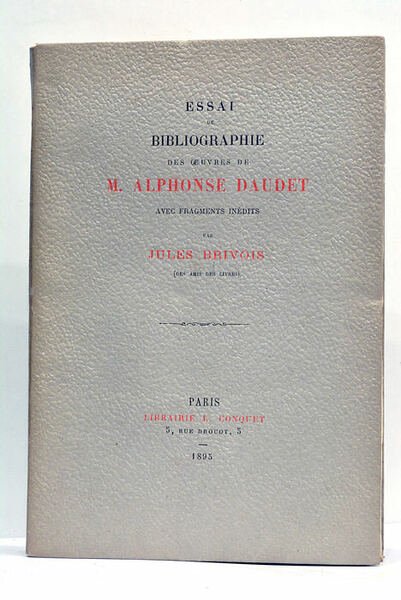 ESSAI
DE
BIBLIOGRAPHIE
DES ŒUVRES DE
M. ALPHONSE DAUDET
AVEC FRAGMENTS INÉDITS
PAR
JULES BRIVOIS
(DES AMIS DES LIVRES)
PARIS
LIBRAIRIE L. CONQUET
5, RUE DROUOT, 5
1895